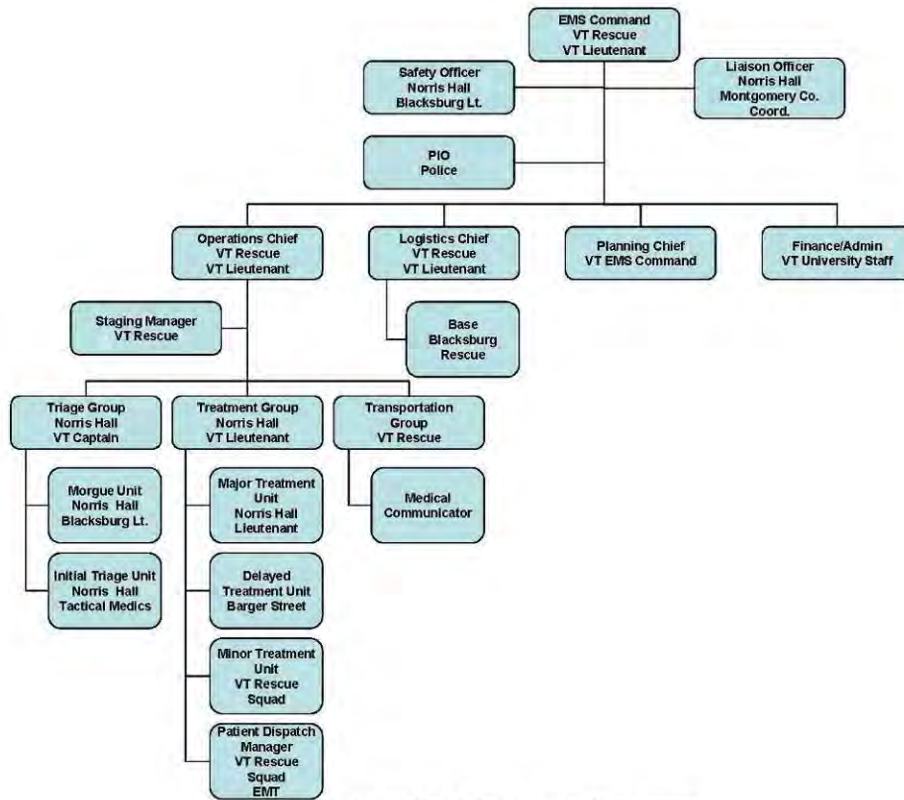 EMS Command
VT Rescue
VT Lieutenant
Safety Officer
Norris Hall
Blacksburg Lt.
Liaison Officer
Norris Hall
Montgomery Co.
Coord.
PIO
Police
Operations Chief
VT Rescue
VT Lieutenant
Logistics Chief
VT Rescue
VT Lieutenant
Planning Chief
VT EMS Command
Finance/Admin
VT University Staff
Staging Manager
VT Rescue
Base
Blacksburg
Rescue
Triage Group
Norris Hall
VT Captain
Treatment Group
Norris Hall
VT Lieutenant
Transportation
Group
VT Rescue
Morgue Unit
Norris Hall
Blacksburg Lt.
Major Treatment
Unit
Norris Hall
Lieutenant
Medical
Communicator
Initial Triage Unit
Norris Hall
Tactical Medics
Delayed
Treatment Unit
Barger Street
Minor Treatment
Unit
VT Rescue
Squad
Patient Dispatch
Manager
VT Rescue
Squad
EMT